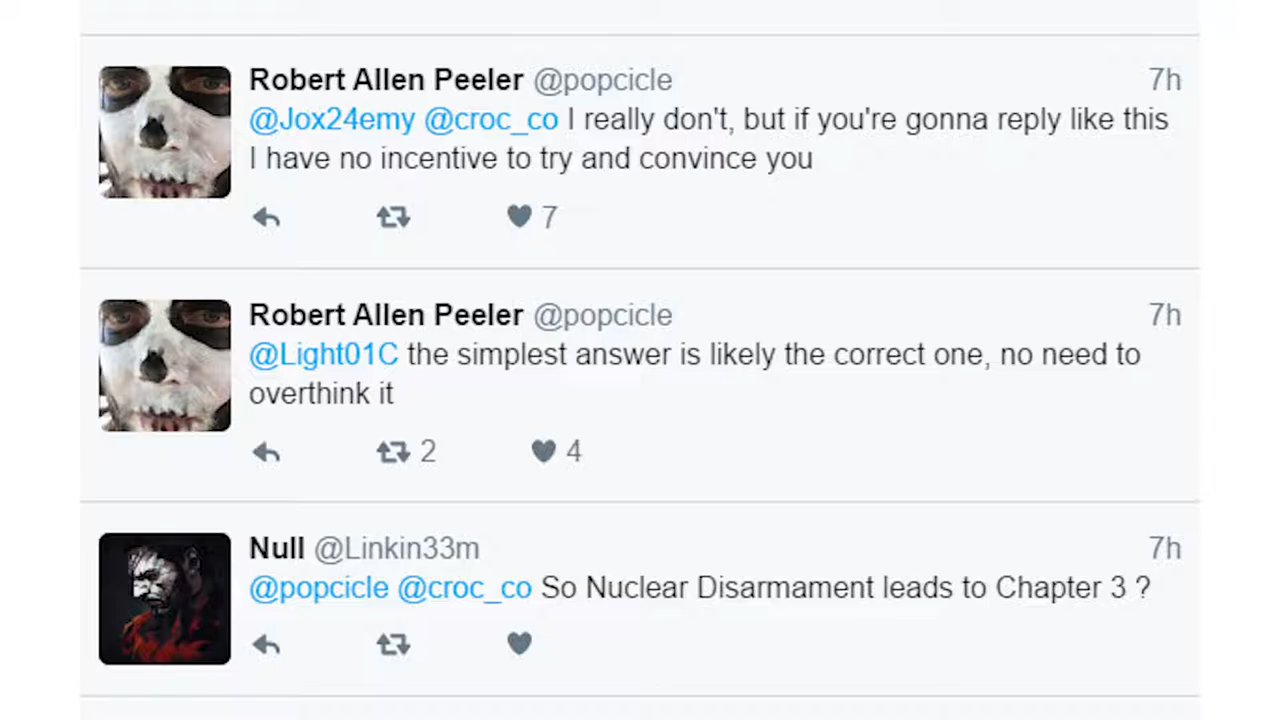 Robert Allen Peeler @popcicle 7h
@Jox24emy @croc_co I really don't, but if you're gonna reply like this
I have no incentive to try and convince you
7
Robert Allen Peeler @popcicle 7h
@Light01C the simplest answer is likely the correct one, no need to
overthink it
2 4
Null @Linkin33m 7h
@popcicle @croc_co So Nuclear Disarmament leads to Chapter 3 ?